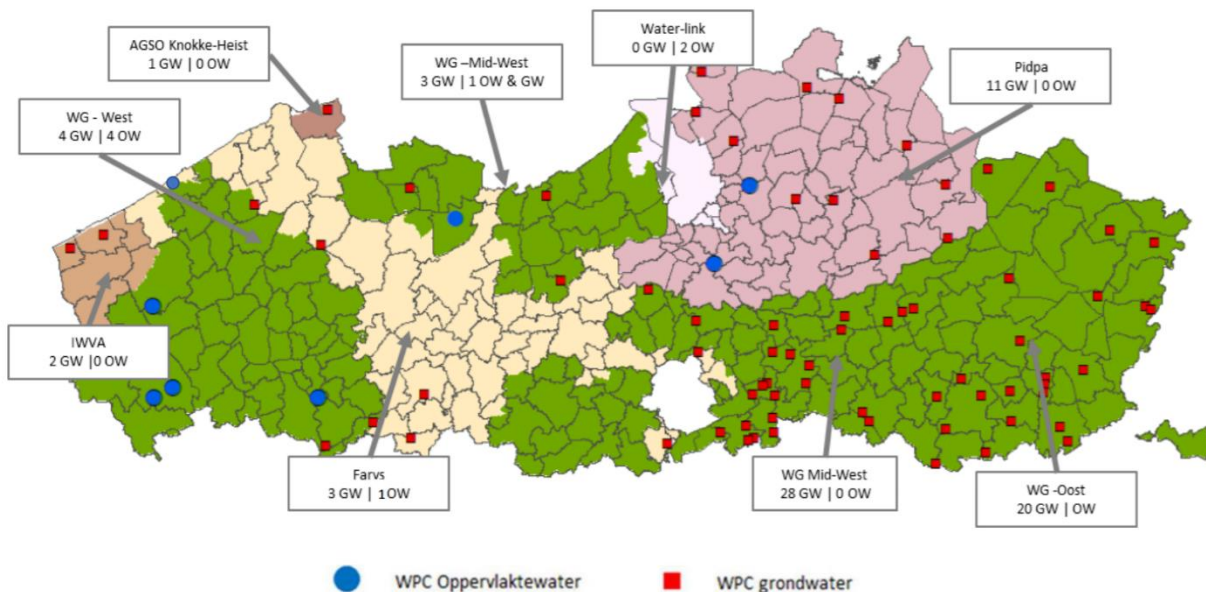 Water-link
0 GW | 2 OW
AGSO Knokke-Heist
1 GW | 0 OW
WG –Mid-West
3 GW | 1 OW & GW
Pidpa
11 GW | 0 OW
WG - West
4 GW | 4 OW
IWVA
2 GW |0 OW
Farvs
3 GW | 1OW
WG Mid-West
28 GW | 0 OW
WG -Oost
20 GW | OW
WPC Oppervlaktewater
WPC grondwater